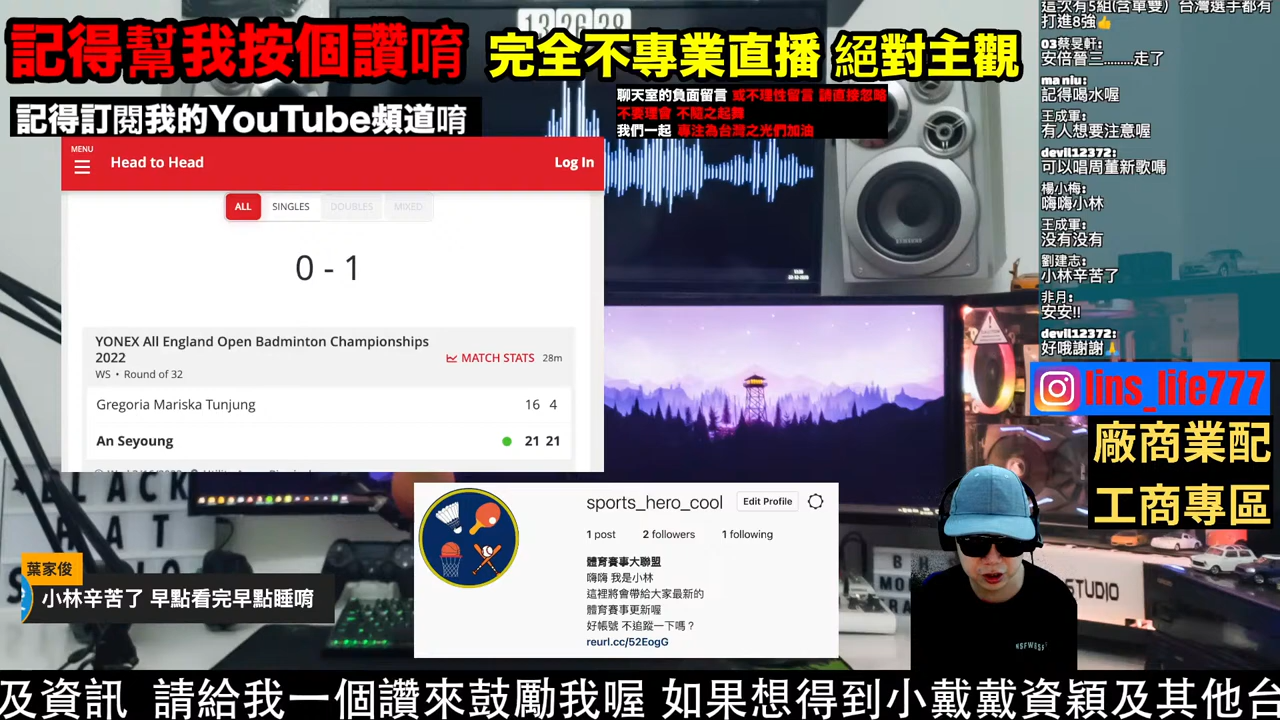 記得幫我按個讚唷
完全不專業直播 絕對主觀
記得訂閱我的YouTube頻道唷
聊天室的負面留言 或不理性留言 請直接忽略
不要理會 不隨之起舞
我們一起 專注為台灣之光們加油
MENU
Head to Head
Log In
ALL
SINGLES
DOUBLES
MIXED
0 - 1
YONEX All England Open Badminton Championships
2022
MATCH STATS 28m
WS • Round of 32
Gregoria Mariska Tunjung 16 4
An Seyoung 21 21
這次有5組(含單雙）台灣選手都有
打進8強👍
03蔡旻軒:
安倍晉三.........走了
ma niu:
記得喝水喔
王成軍:
有人想要注意喔
devil12372:
可以唱周董新歌嗎
楊小梅:
嗨嗨小林
王成軍:
没有没有
劉建志:
小林辛苦了
非月:
安安!!
devil12372:
好哦謝謝🙏
lins_life777
廠商業配
工商專區
葉家俊
小林辛苦了 早點看完早點睡唷
sports_hero_cool
Edit Profile
1 post
2 followers
1 following
體育賽事大聯盟
嗨嗨 我是小林
這裡將會帶給大家最新的
體育賽事更新喔
好帳號 不追蹤一下嗎？
reurl.cc/52EogG
STUDIO
及資訊 請給我一個讚來鼓勵我喔 如果想得到小戴戴資穎及其他台